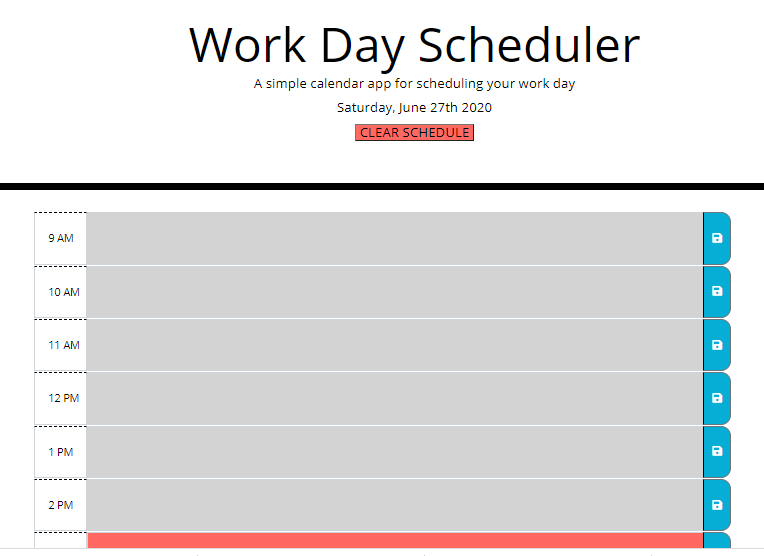 Work Day Scheduler
A simple calendar app for scheduling your work day
Saturday, June 27th 2020
CLEAR SCHEDULE
9 AM
10 AM
11 AM
12 PM
1 PM
2 PM